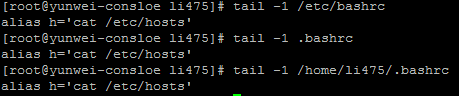 [root@yunwei-consloe li475]# tail -1 /etc/bashrc
alias h='cat /etc/hosts'
[root@yunwei-consloe li475]# tail -1 .bashrc
alias h='cat /etc/hosts'
[root@yunwei-consloe li475]# tail -1 /home/li475/.bashrc
alias h='cat /etc/hosts'